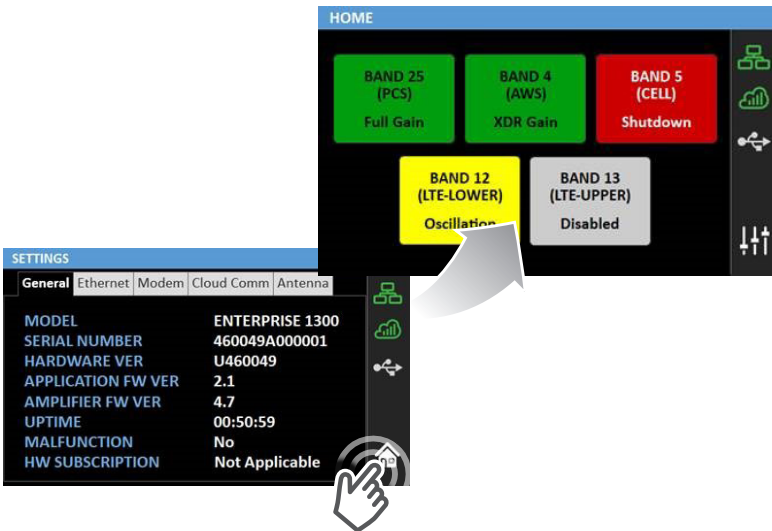 HOME
BAND 25 BAND 4 BAND 5
(PCS) (AWS) (CELL)
Full Gain XDR Gain Shutdown
BAND 12 BAND 13
(LTE-LOWER) (LTE-UPPER)
Oscillation Disabled
SETTINGS
General Ethernet Modem Cloud Comm Antenna
MODEL ENTERPRISE 1300
SERIAL NUMBER 460049A000001
HARDWARE VER U460049
APPLICATION FW VER 2.1
AMPLIFIER FW VER 4.7
UPTIME 00:50:59
MALFUNCTION No
HW SUBSCRIPTION Not Applicable